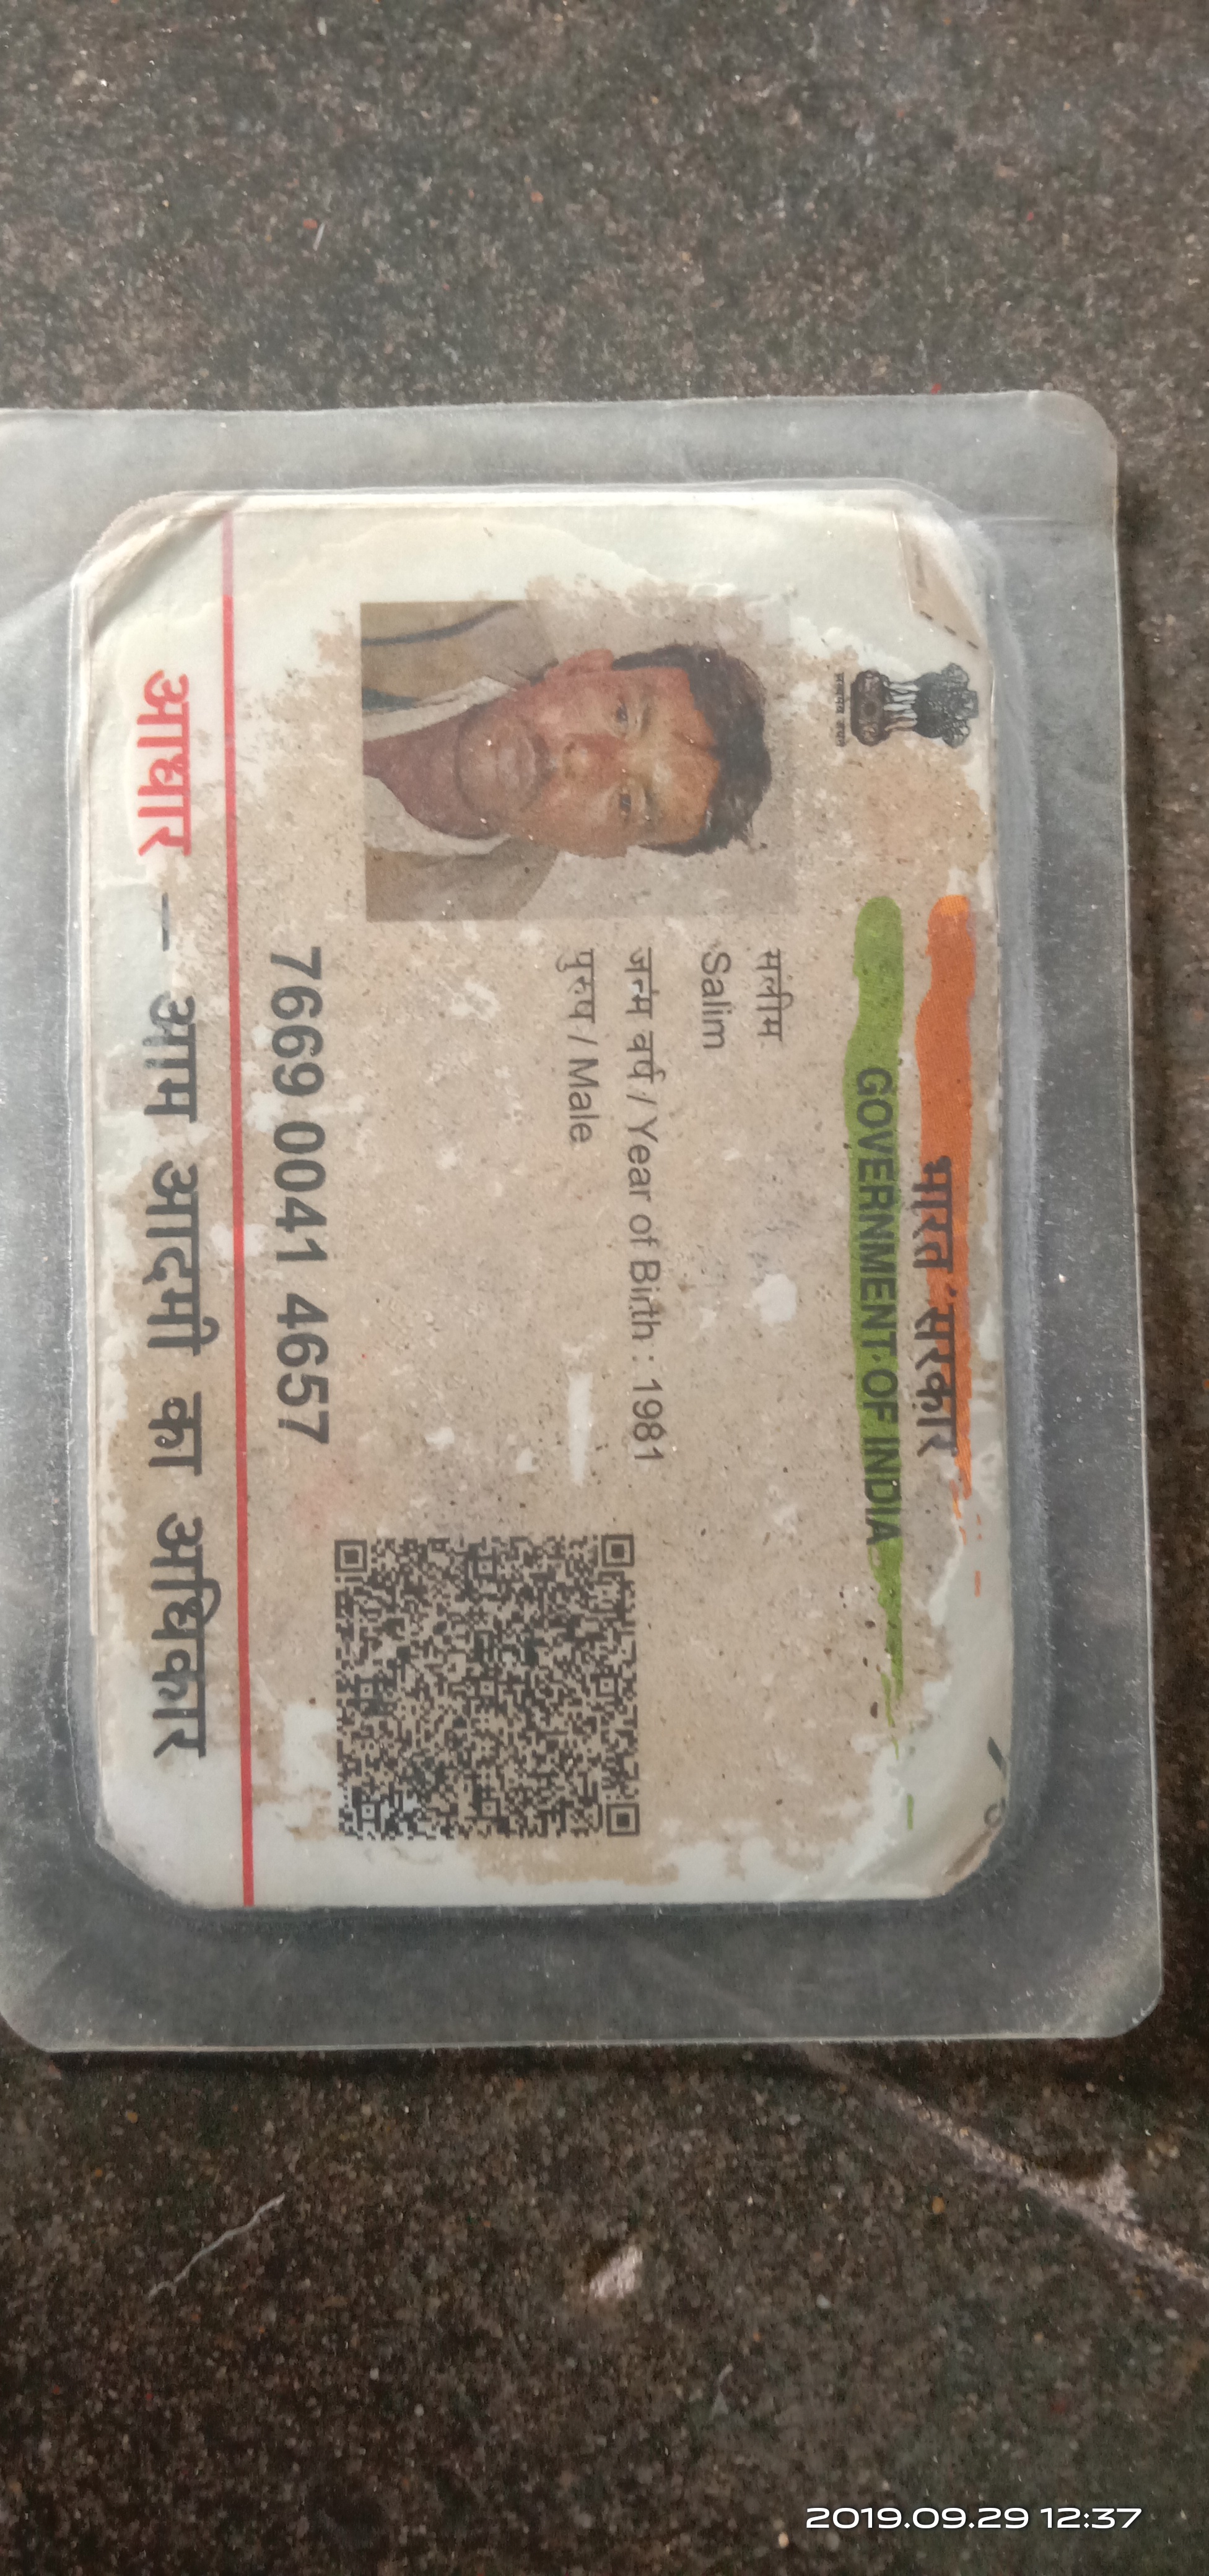 भारत सरकार
GOVERNMENT OF INDIA
सलीम
Salim
जन्म वर्ष / Year of Birth : 1981
पुरुष / Male
7669 0041 4657
आधार – आम आदमी का अधिकार
2019.09.29 12:37